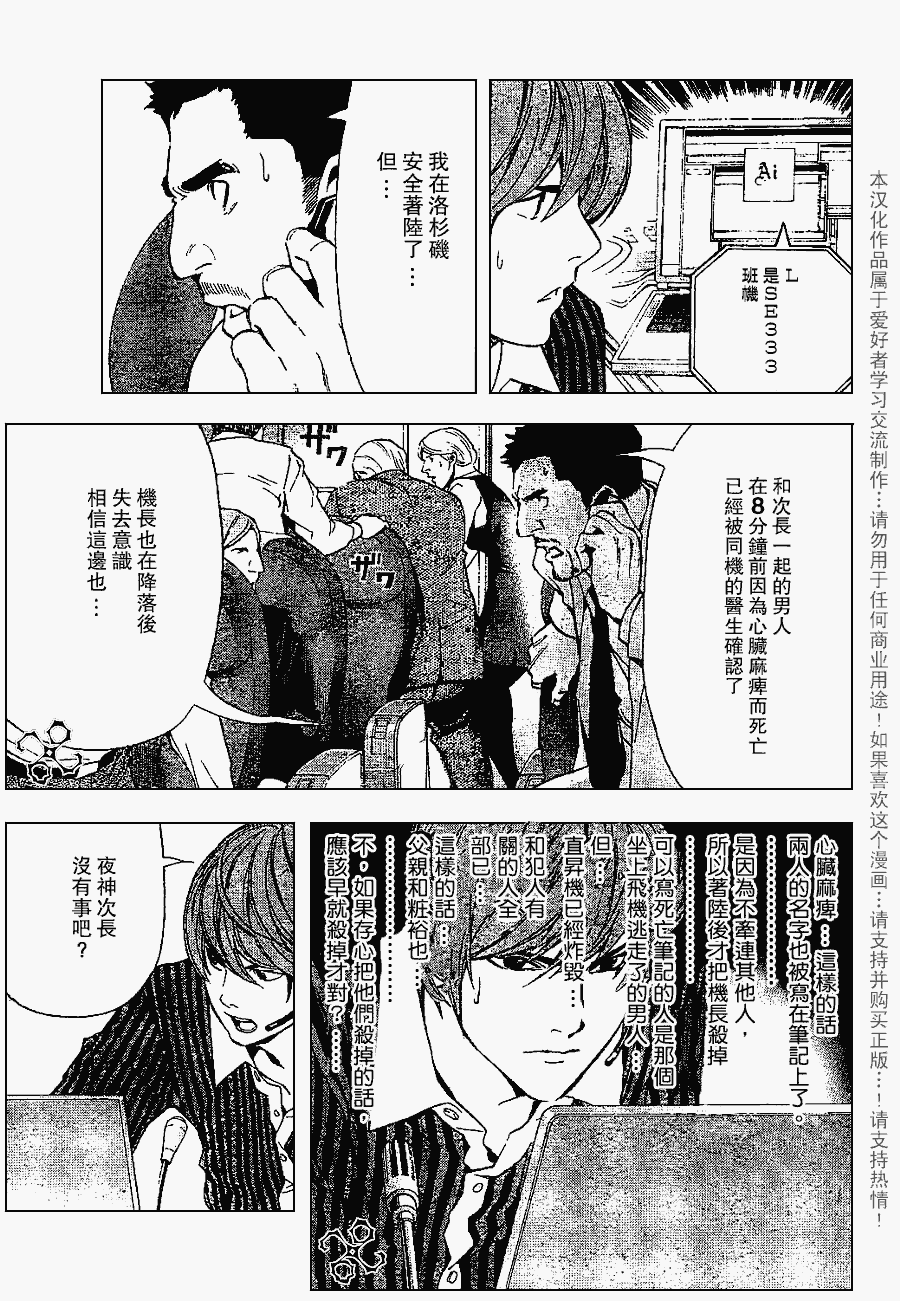 Ai
L
是SE333
班機
我在洛杉磯
安全著陸了…
但…
和次長一起的男人
在8分鐘前因為心臟麻痺而死亡
已經被同機的醫生確認了
ザワ
ザワ
機長也在降落後
失去意識
相信這邊也…
心臟麻痺…這樣的話
兩人的名字也被寫在筆記上了。
…………
是因為不牽連其他人，
所以著陸後才把機長殺掉
…………
可以寫死亡筆記的人是那個
坐上飛機逃走了的男人…
但…
直昇機已經炸毀…
和犯人有
關的人全
部已…
這樣的話…
父親和粧裕也…
…………
不，如果存心把他們殺掉的話，
應該早就殺掉才對？……
夜神次長
沒有事吧？
本汉化作品属于爱好者学习交流制作…请勿用于任何商业用途！如果喜欢这个漫画…请支持并购买正版…！请支持热情！